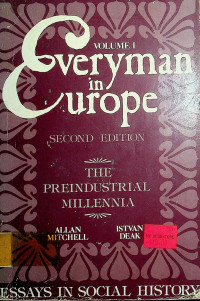 VOLUME I
Everyman
in
Europe
SECOND EDITION
THE
PREINDUSTRIAL
MILLENNIA
ALLAN ISTVAN
MITCHELL DEAK
ESSAYS IN SOCIAL HISTORY